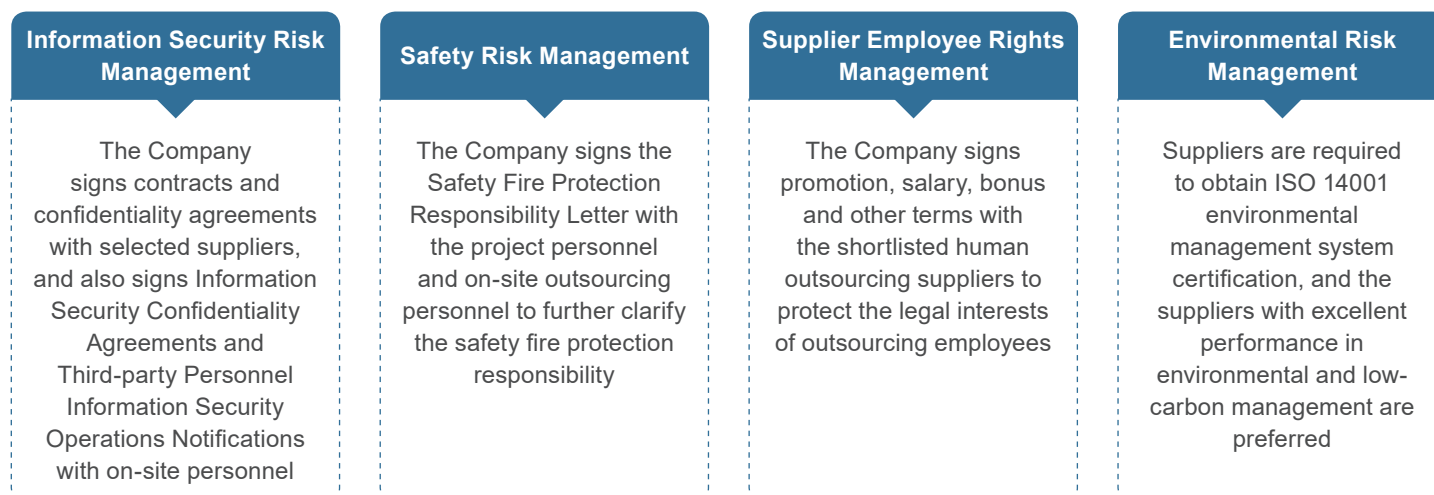 Information Security Risk
Management
The Company
signs contracts and
confidentiality agreements
with selected suppliers,
and also signs Information
Security Confidentiality
Agreements and
Third-party Personnel
Information Security
Operations Notifications
with on-site personnel
Safety Risk Management
The Company signs the
Safety Fire Protection
Responsibility Letter with
the project personnel
and on-site outsourcing
personnel to further clarify
the safety fire protection
responsibility
Supplier Employee Rights
Management
The Company signs
promotion, salary, bonus
and other terms with
the shortlisted human
outsourcing suppliers to
protect the legal interests
of outsourcing employees
Environmental Risk
Management
Suppliers are required
to obtain ISO 14001
environmental
management system
certification, and the
suppliers with excellent
performance in
environmental and low-
carbon management are
preferred